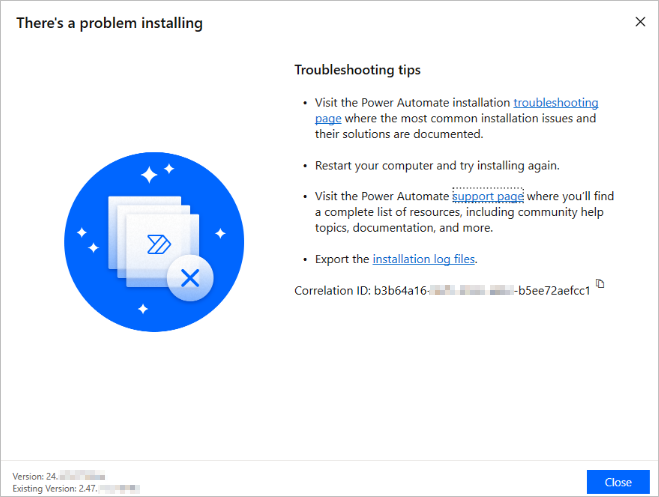 There's a problem installing
Troubleshooting tips
• Visit the Power Automate installation troubleshooting
page where the most common installation issues and
their solutions are documented.
• Restart your computer and try installing again.
• Visit the Power Automate support page where you'll find
a complete list of resources, including community help
topics, documentation, and more.
• Export the installation log files.
Correlation ID: b3b64a16- -b5ee72aefcc1
Version: 24.
Existing Version: 2.47.
Close